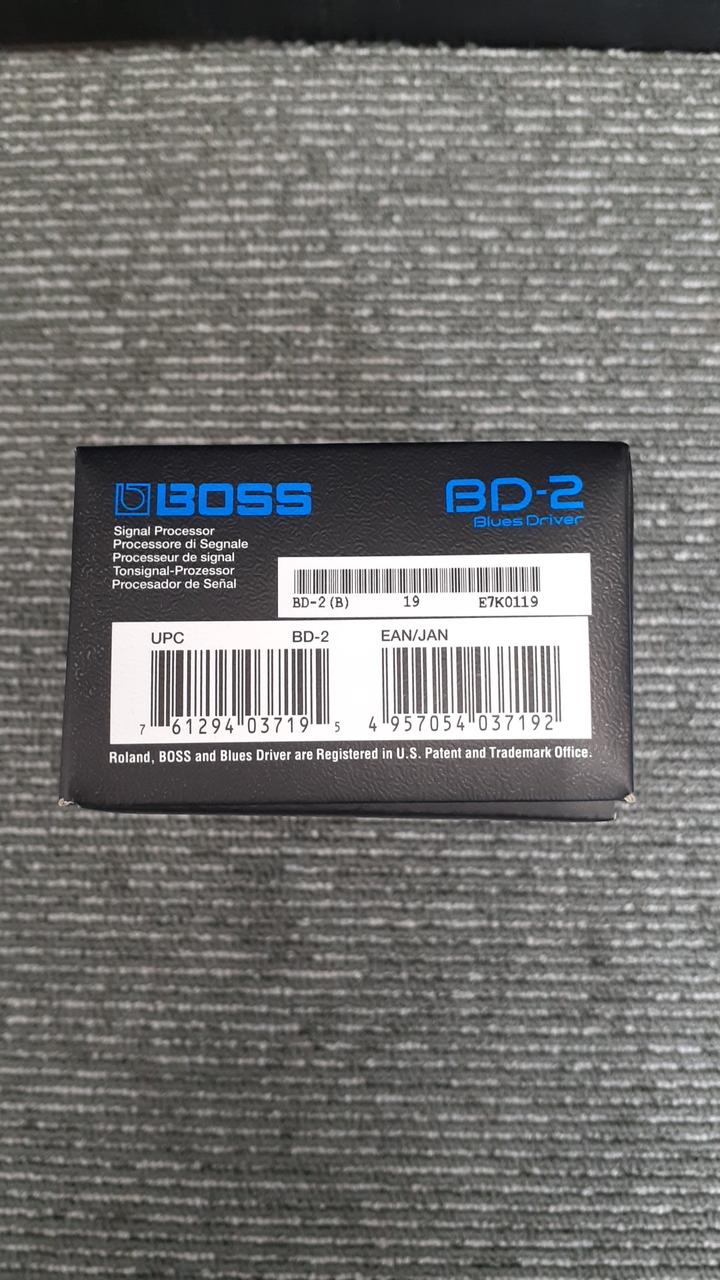 BOSS
BD-2
Blues Driver
Signal Processor
Processore di Segnale
Processeur de signal
Tonsignal-Prozessor
Procesador de Señal
BD-2(B) 19 E7K0119
UPC BD-2 EAN/JAN
7 61294 03719 5 4 957054 037192
Roland, BOSS and Blues Driver are Registered in U.S. Patent and Trademark Office.